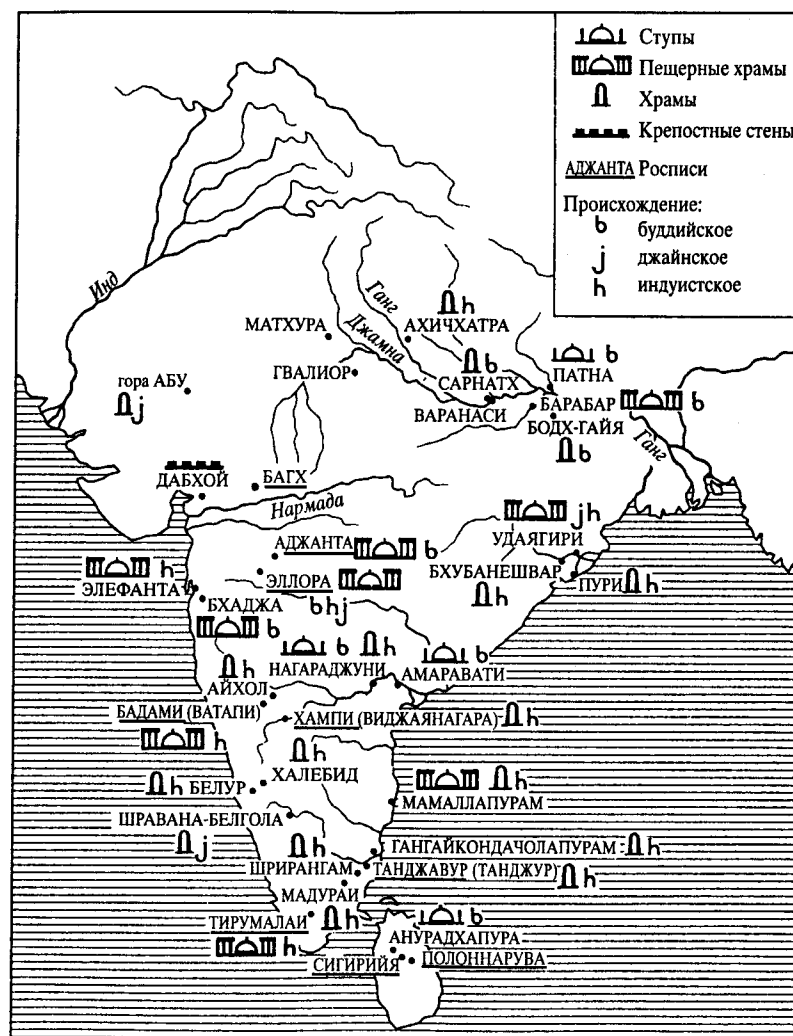 Ступы
Пещерные храмы
Храмы
Крепостные стены
АДЖАНТА Росписи
Происхождение:
b буддийское
j джайнское
h индуистское
Инд
Ганг
h
МАТХУРА
АХИЧХАТРА
Джамна
b
b
ГВАЛИОР
САРНАТХ
ПАТНА
гора АБУ
ВАРАНАСИ
БАРАБАР b
j
БОДХ-ГАЙЯ
b
Ганг
ДАБХОЙ
БАГХ
Нармада
jh
УДАЯГИРИ
АДЖАНТА b
h
ЭЛЛОРА
БХУБАНЕШВАР
ЭЛЕФАНТА
ПУРИ h
БХАДЖА
bhj
h
b
b h b
h
НАГАРАДЖУНИ
АМАРАВАТИ
АЙХОЛ
БАДАМИ (ВАТАПИ)
ХАМПИ (ВИДЖАЯНАГАРА) h
h
h
ХАЛЕБИД
h
h БЕЛУР
МАМАЛЛАПУРАМ
ШРАВАНА-БЕЛГОЛА
j
h
ГАНГАЙКОНДАЧОЛАПУРАМ h
ШРИРАНГАМ
ТАНДЖАВУР (ТАНДЖУР)
h
МАДУРАИ
ТИРУМАЛАИ
h
b
h
АНУРАДХАПУРА
СИГИРИЙЯ
ПОЛОННАРУВА